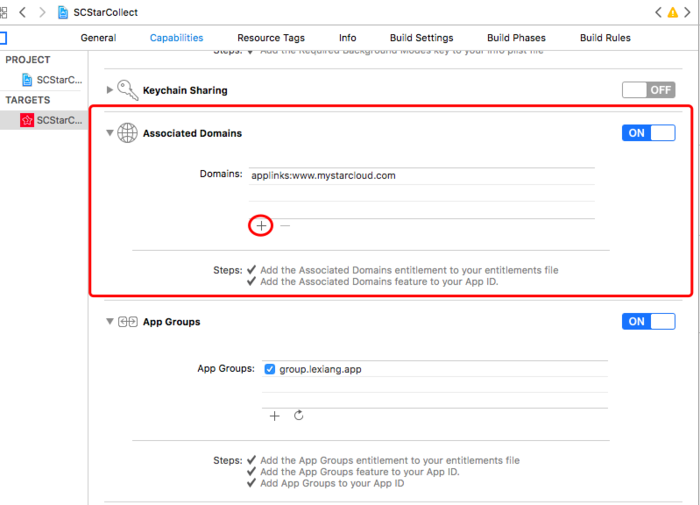 SCStarCollect
General Capabilities Resource Tags Info Build Settings Build Phases Build Rules
PROJECT
SCStarC...
TARGETS
SCStarC...
Steps: Add the Required Background Modes key to your info plist file
Keychain Sharing OFF
Associated Domains ON
Domains: applinks:www.mystarcloud.com
Steps: Add the Associated Domains entitlement to your entitlements file
Add the Associated Domains feature to your App ID.
App Groups ON
App Groups: group.lexiang.app
Steps: Add the App Groups entitlement to your entitlements file
Add the App Groups feature to your App ID.
Add App Groups to your App ID